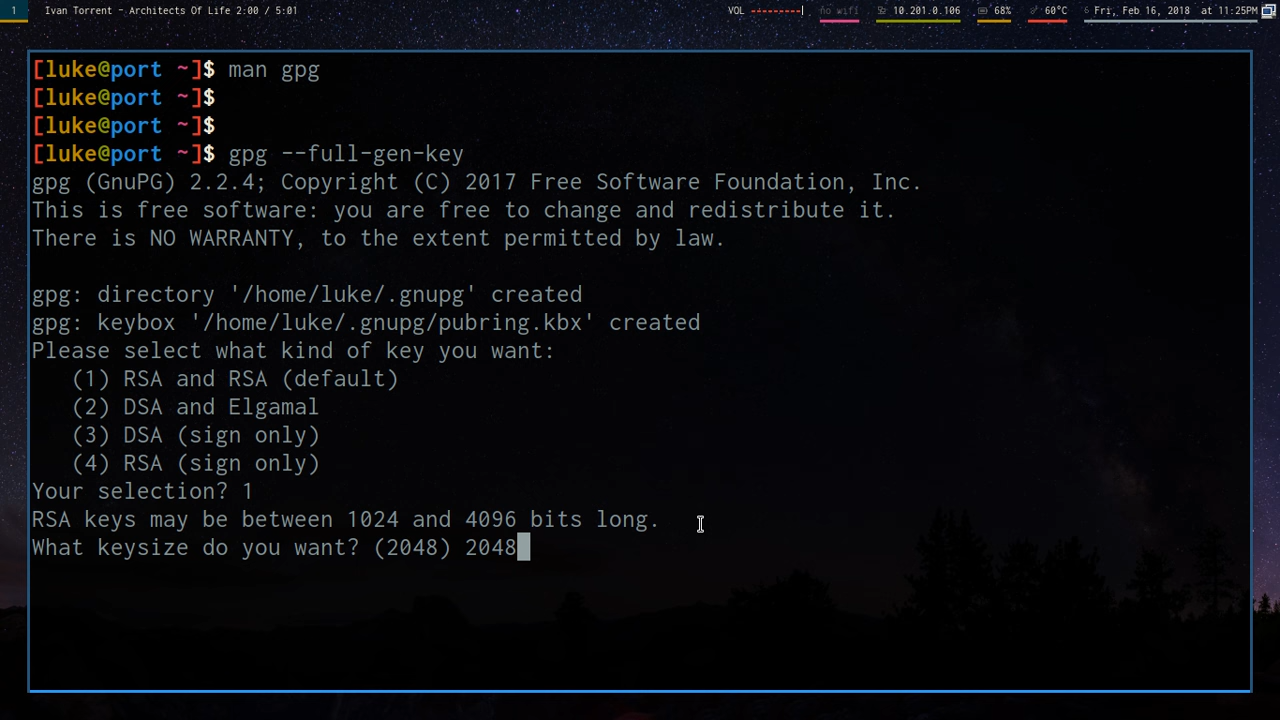 1 Ivan Torrent - Architects Of Life 2:00 / 5:01 VOL no wifi 10.201.0.106 68% 60°C Fri, Feb 16, 2018 at 11:25PM
[luke@port ~]$ man gpg
[luke@port ~]$
[luke@port ~]$
[luke@port ~]$ gpg --full-gen-key
gpg (GnuPG) 2.2.4; Copyright (C) 2017 Free Software Foundation, Inc.
This is free software: you are free to change and redistribute it.
There is NO WARRANTY, to the extent permitted by law.
gpg: directory '/home/luke/.gnupg' created
gpg: keybox '/home/luke/.gnupg/pubring.kbx' created
Please select what kind of key you want:
(1) RSA and RSA (default)
(2) DSA and Elgamal
(3) DSA (sign only)
(4) RSA (sign only)
Your selection? 1
RSA keys may be between 1024 and 4096 bits long.
What keysize do you want? (2048) 2048